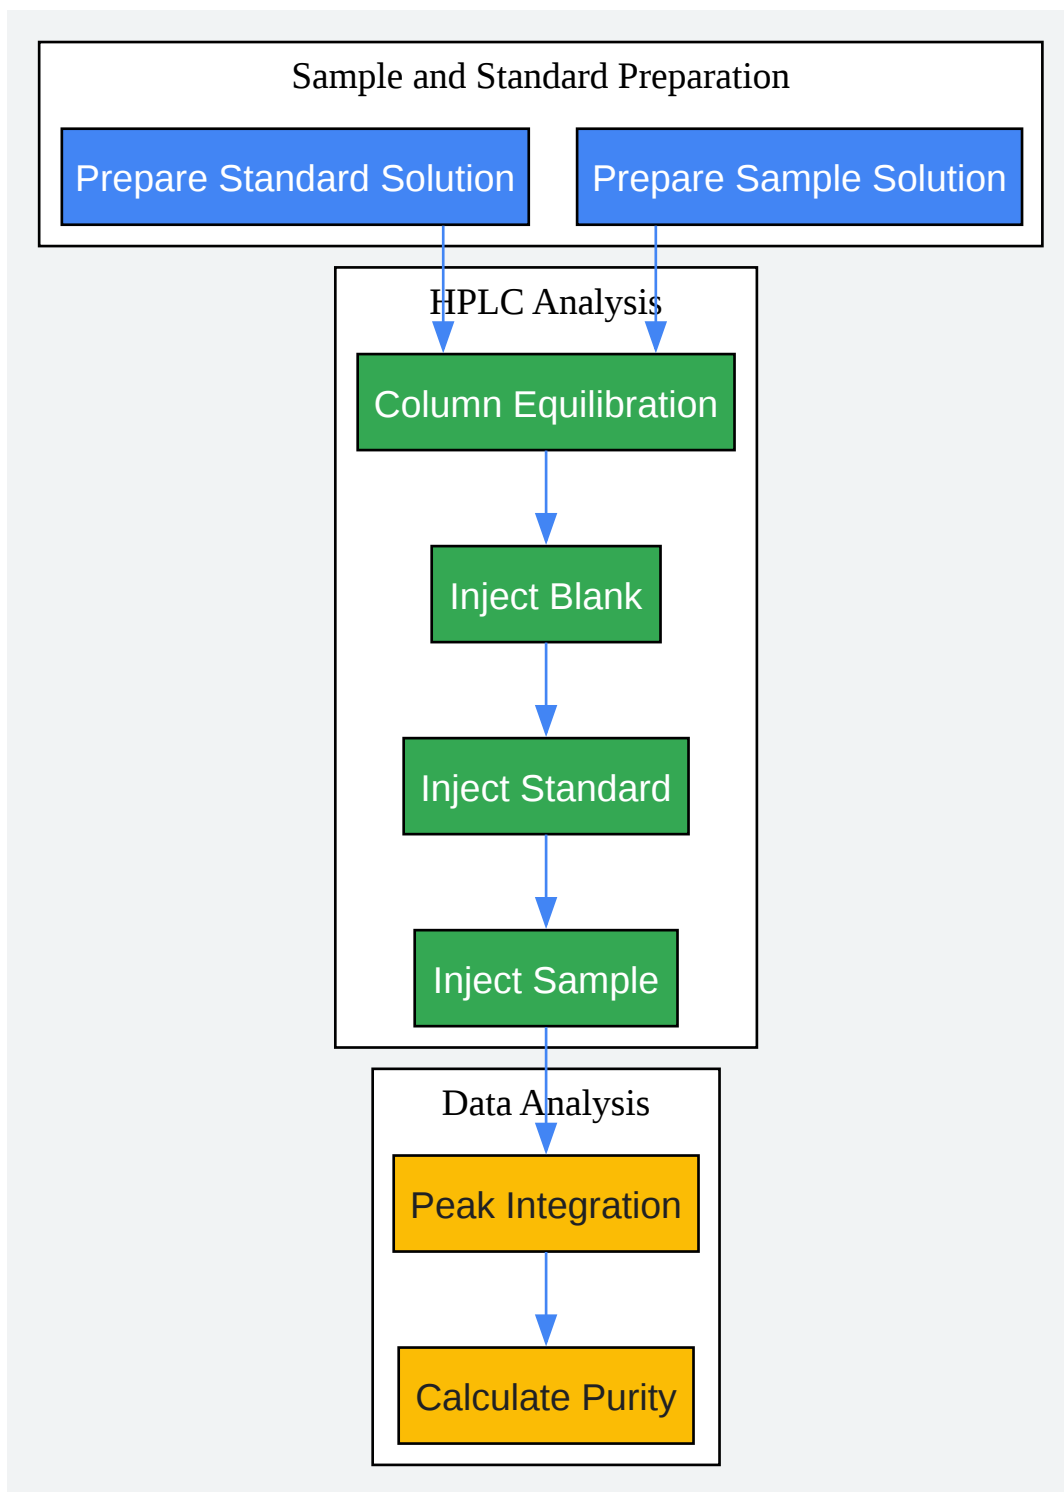 Sample and Standard Preparation
Prepare Standard Solution
Prepare Sample Solution
HPLC Analysis
Column Equilibration
Inject Blank
Inject Standard
Inject Sample
Data Analysis
Peak Integration
Calculate Purity